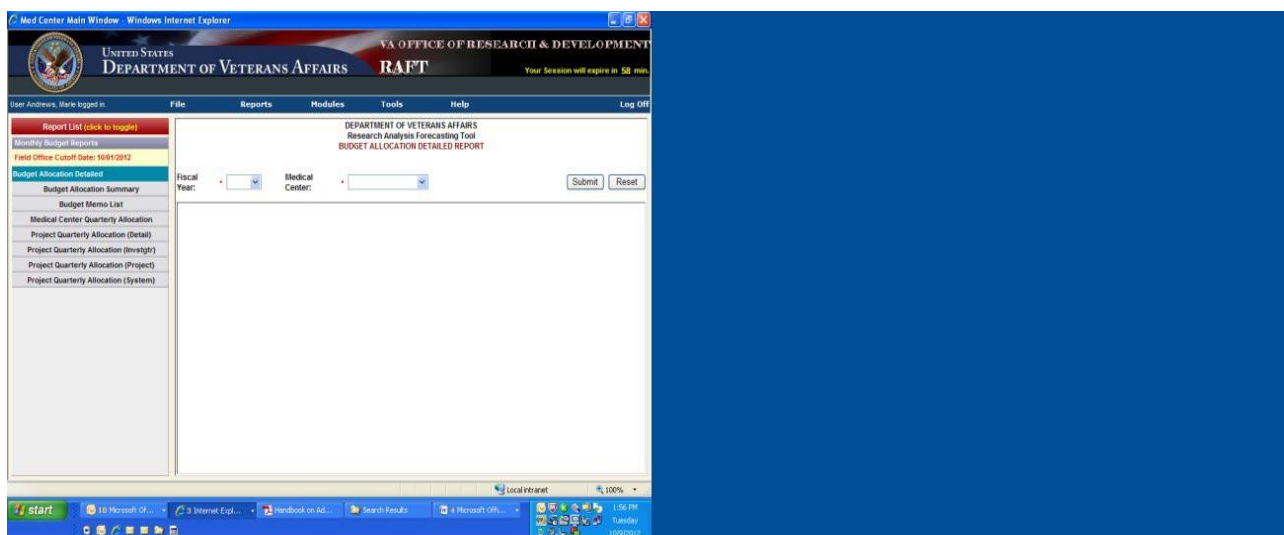 Med Center Main Window - Windows Internet Explorer
UNITED STATES
DEPARTMENT OF VETERANS AFFAIRS
VA OFFICE OF RESEARCH & DEVELOPMENT
RAFT
Your Session will expire in 58 min.
User Andrews, Marie logged in.
File Reports Modules Tools Help Log Off
Report List (click to toggle)
Monthly Budget Reports
Field Office Cutoff Date: 10/01/2012
Budget Allocation Detailed
Budget Allocation Summary
Budget Memo List
Medical Center Quarterly Allocation
Project Quarterly Allocation (Detail)
Project Quarterly Allocation (Invstgtr)
Project Quarterly Allocation (Project)
Project Quarterly Allocation (System)
DEPARTMENT OF VETERANS AFFAIRS
Research Analysis Forecasting Tool
BUDGET ALLOCATION DETAILED REPORT
Fiscal Year: *
Medical Center: *
Submit Reset
Local intranet 100%
start
10 Microsoft Of...
3 Internet Expl...
Handbook on Ad...
Search Results
4 Microsoft Offi...
1:56 PM
Tuesday
10/9/2012